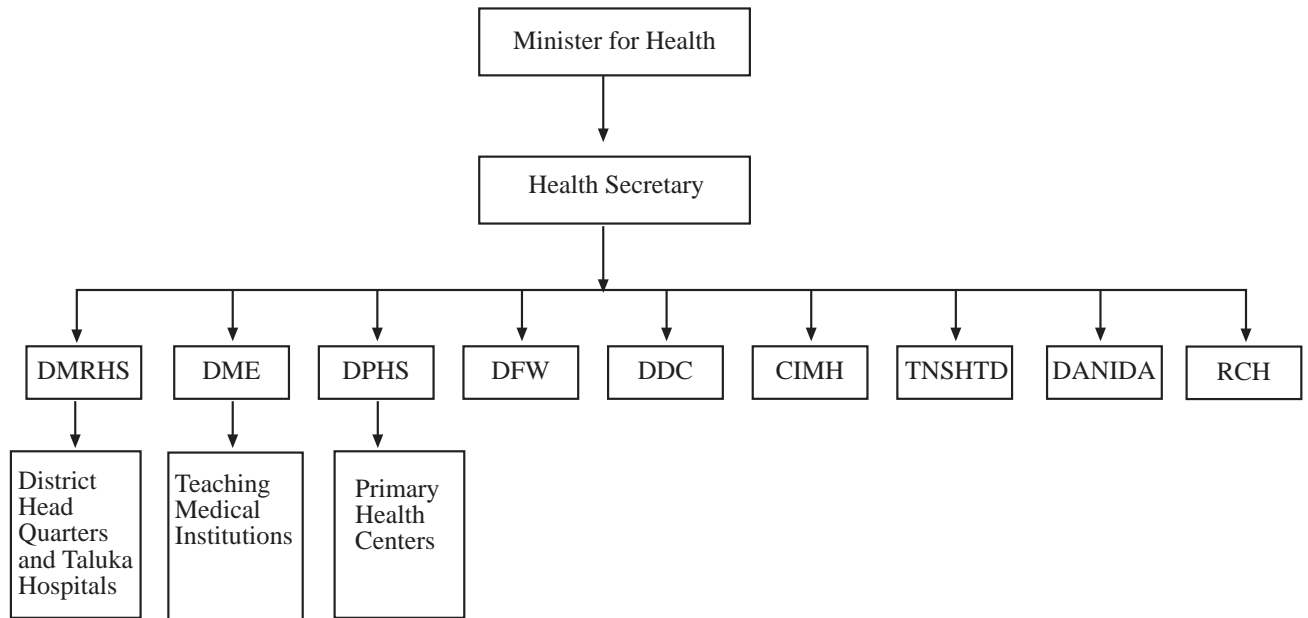 Minister for Health
Health Secretary
DMRHS
DME
DPHS
DFW
DDC
CIMH
TNSHTD
DANIDA
RCH
District
Head
Quarters
and Taluka
Hospitals
Teaching
Medical
Institutions
Primary
Health
Centers